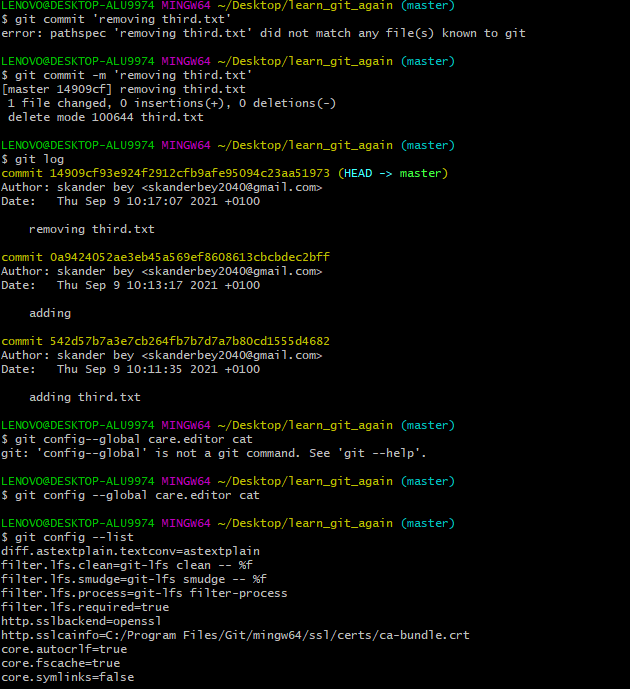 LENOVO@DESKTOP-ALU9974 MINGW64 ~/Desktop/learn_git_again (master)
$ git commit 'removing third.txt'
error: pathspec 'removing third.txt' did not match any file(s) known to git
LENOVO@DESKTOP-ALU9974 MINGW64 ~/Desktop/learn_git_again (master)
$ git commit -m 'removing third.txt'
[master 14909cf] removing third.txt
 1 file changed, 0 insertions(+), 0 deletions(-)
 delete mode 100644 third.txt
LENOVO@DESKTOP-ALU9974 MINGW64 ~/Desktop/learn_git_again (master)
$ git log
commit 14909cf93e924f2912cfb9afe95094c23aa51973 (HEAD -> master)
Author: skander bey <skanderbey2040@gmail.com>
Date:   Thu Sep 9 10:17:07 2021 +0100
    removing third.txt
commit 0a9424052ae3eb45a569ef8608613cbcbdec2bff
Author: skander bey <skanderbey2040@gmail.com>
Date:   Thu Sep 9 10:13:17 2021 +0100
    adding
commit 542d57b7a3e7cb264fb7b7d7a7b80cd1555d4682
Author: skander bey <skanderbey2040@gmail.com>
Date:   Thu Sep 9 10:11:35 2021 +0100
    adding third.txt
LENOVO@DESKTOP-ALU9974 MINGW64 ~/Desktop/learn_git_again (master)
$ git config--global care.editor cat
git: 'config--global' is not a git command. See 'git --help'.
LENOVO@DESKTOP-ALU9974 MINGW64 ~/Desktop/learn_git_again (master)
$ git config --global care.editor cat
LENOVO@DESKTOP-ALU9974 MINGW64 ~/Desktop/learn_git_again (master)
$ git config --list
diff.astextplain.textconv=astextplain
filter.lfs.clean=git-lfs clean -- %f
filter.lfs.smudge=git-lfs smudge -- %f
filter.lfs.process=git-lfs filter-process
filter.lfs.required=true
http.sslbackend=openssl
http.sslcainfo=C:/Program Files/Git/mingw64/ssl/certs/ca-bundle.crt
core.autocrlf=true
core.fscache=true
core.symlinks=false